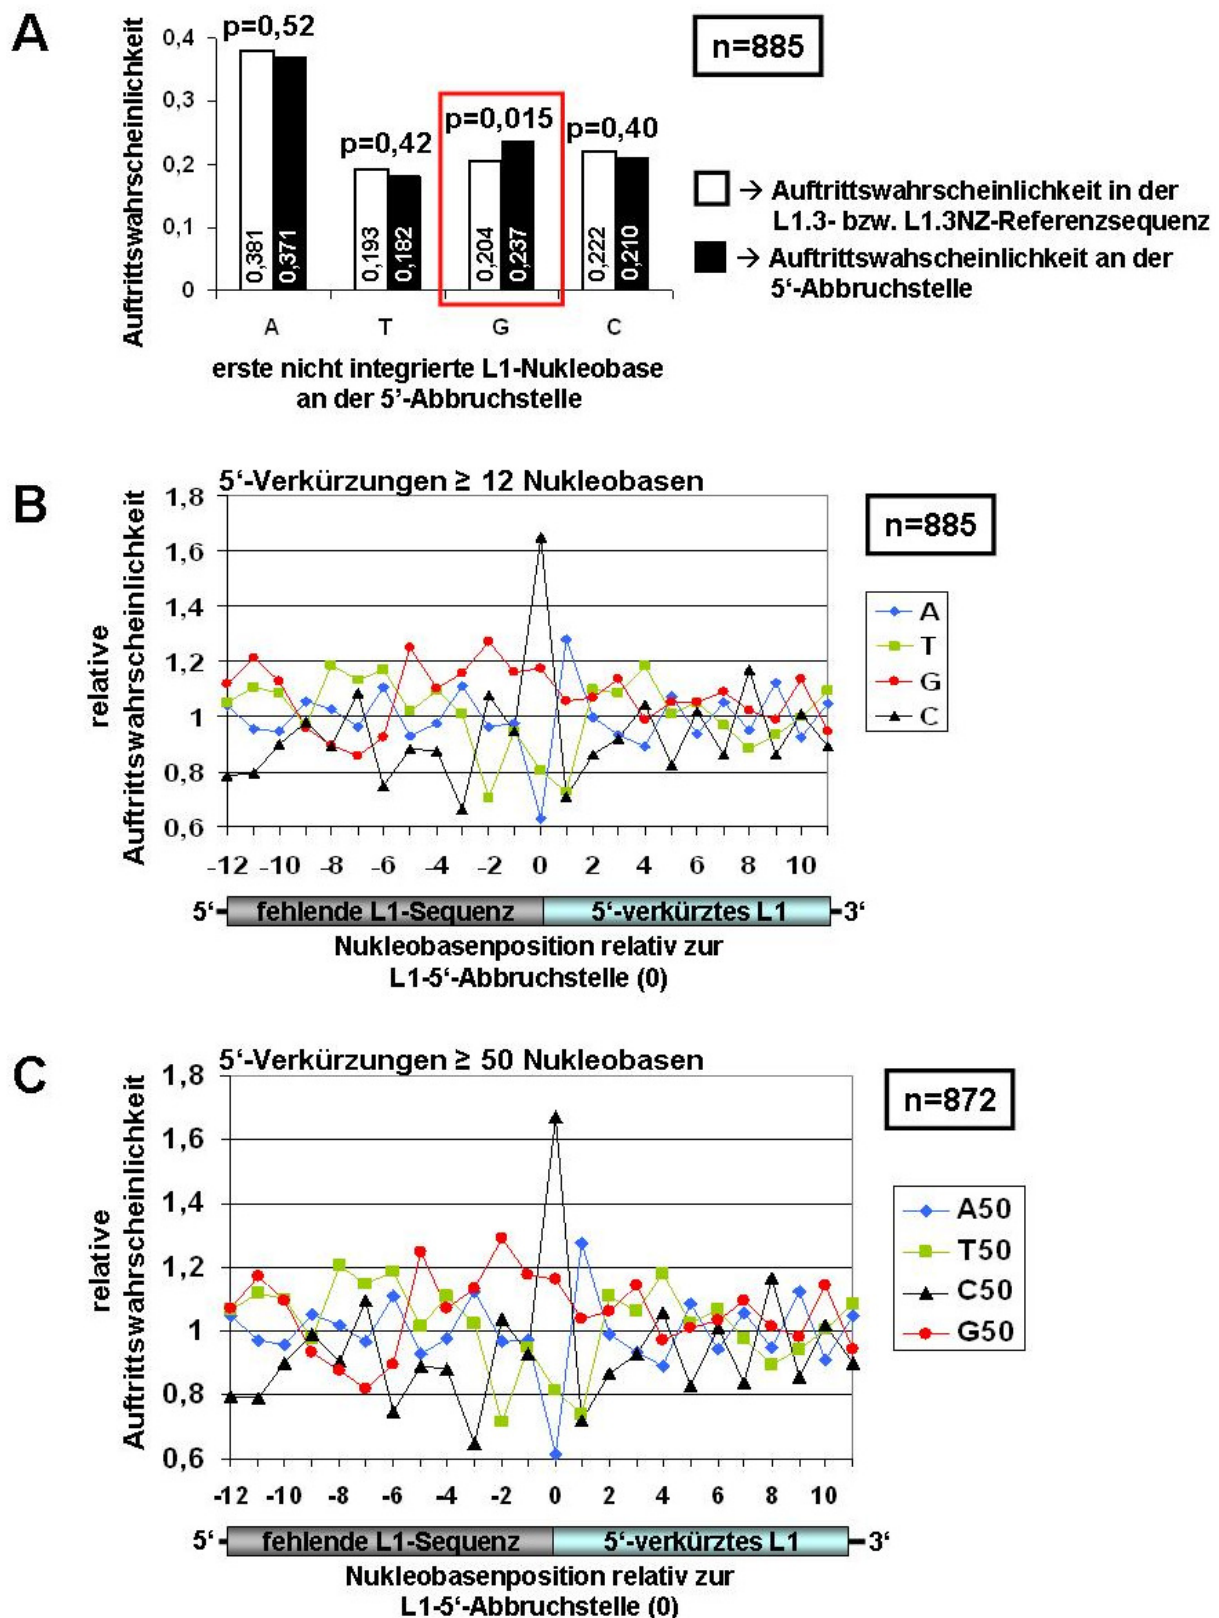 A
Auftrittswahrscheinlichkeit
0,4
0,3
0,2
0,1
0
p=0,52
p=0,42
p=0,015
p=0,40
0,381
0,371
0,193
0,182
0,204
0,237
0,222
0,210
A T G C
erste nicht integrierte L1-Nukleobase
an der 5’-Abbruchstelle
n=885
→ Auftrittswahrscheinlichkeit in der
L1.3- bzw. L1.3NZ-Referenzsequenz
→ Auftrittswahscheinlichkeit an der
5‘-Abbruchstelle
B
5‘-Verkürzungen ≥ 12 Nukleobasen
relative
Auftrittswahrscheinlichkeit
1,8
1,6
1,4
1,2
1
0,8
0,6
-12 -10 -8 -6 -4 -2 0 2 4 6 8 10
n=885
A
T
G
C
5‘ fehlende L1-Sequenz 5‘-verkürztes L1 3‘
Nukleobasenposition relativ zur
L1-5‘-Abbruchstelle (0)
C
5‘-Verkürzungen ≥ 50 Nukleobasen
relative
Auftrittswahrscheinlichkeit
1,8
1,6
1,4
1,2
1
0,8
0,6
-12 -10 -8 -6 -4 -2 0 2 4 6 8 10
n=872
A50
T50
C50
G50
5‘ fehlende L1-Sequenz 5‘-verkürztes L1 3‘
Nukleobasenposition relativ zur
L1-5‘-Abbruchstelle (0)